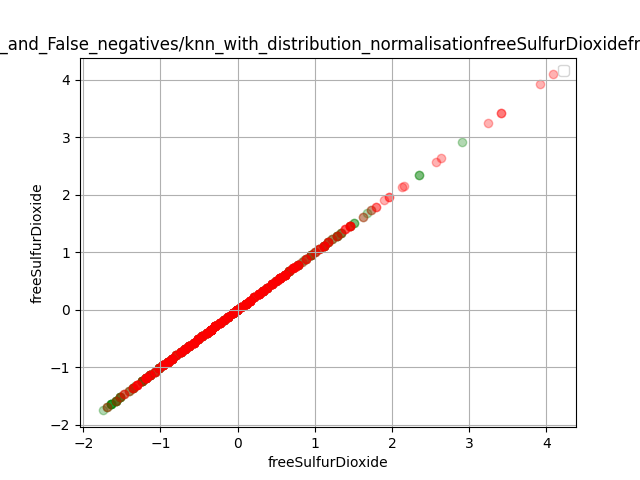 _and_False_negatives/knn_with_distribution_normalisationfreeSulfurDioxidefr
4
3
2
1
0
−1
−2
freeSulfurDioxide
−2 −1 0 1 2 3 4
freeSulfurDioxide